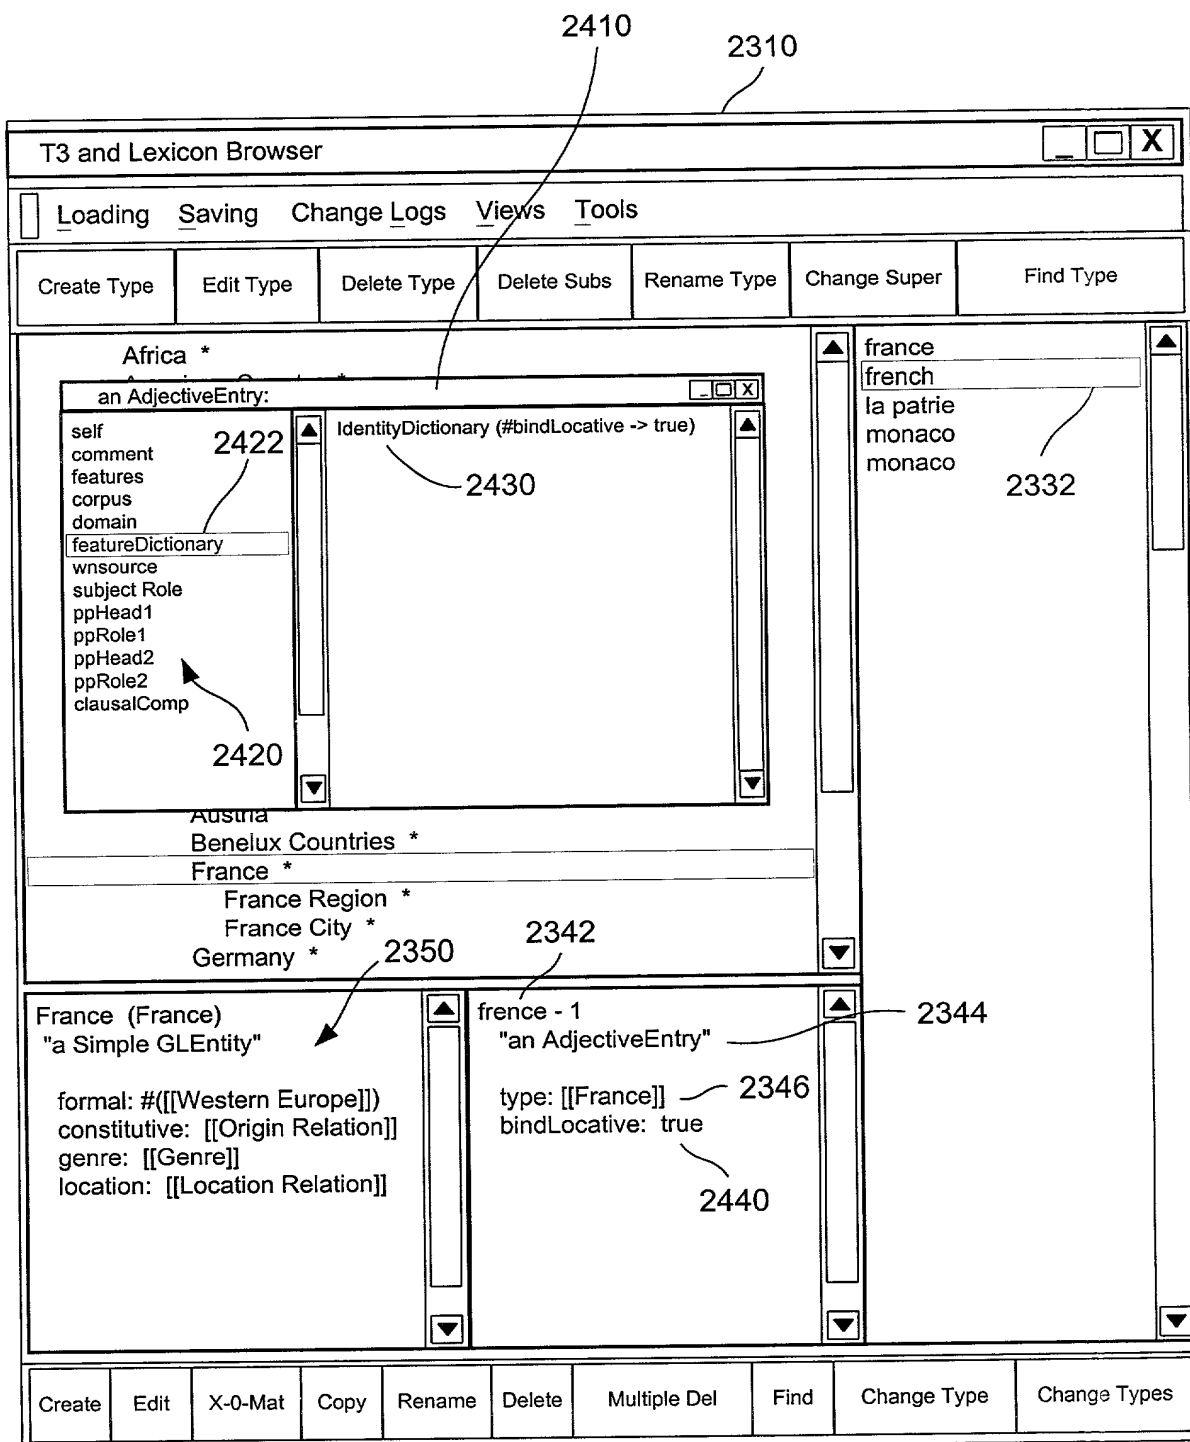 2410
2310
T3 and Lexicon Browser
_ X
Loading Saving Change Logs Views Tools
Create Type Edit Type Delete Type Delete Subs Rename Type Change Super Find Type
Africa *
an AdjectiveEntry:
_ X
self
comment
features
corpus
domain
featureDictionary
wnsource
subject Role
ppHead1
ppRole1
ppHead2
ppRole2
clausalComp
2422
2420
IdentityDictionary (#bindLocative -> true)
2430
Austria
Benelux Countries *
France *
France Region *
France City *
Germany *
france
french
la patrie
monaco
monaco
2332
2350
2342
France (France)
"a Simple GLEntity"
formal: #([[Western Europe]])
constitutive: [[Origin Relation]]
genre: [[Genre]]
location: [[Location Relation]]
frence - 1
"an AdjectiveEntry"
2344
type: [[France]]
2346
bindLocative: true
2440
Create Edit X-0-Mat Copy Rename Delete Multiple Del Find Change Type Change Types